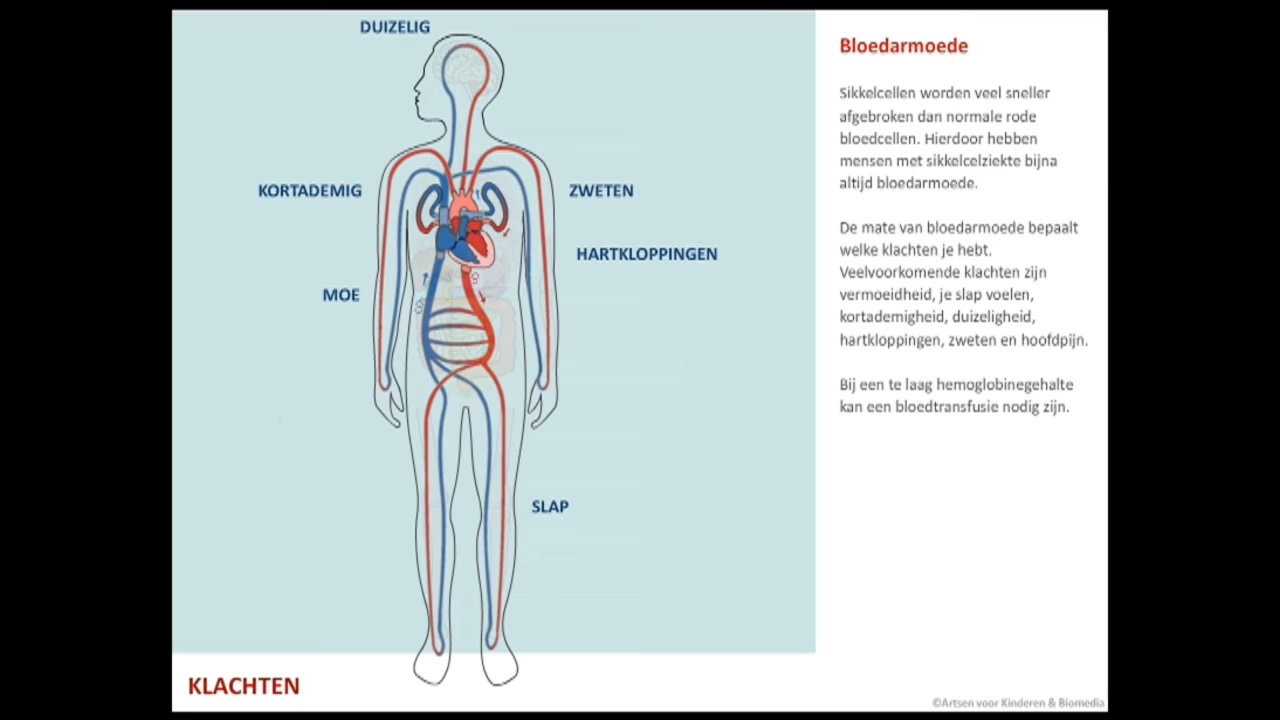 DUIZELIG
KORTADEMIG
ZWETEN
HARTKLOPPINGEN
MOE
SLAP
KLACHTEN
Bloedarmoede
Sikkelcellen worden veel sneller
afgebroken dan normale rode
bloedcellen. Hierdoor hebben
mensen met sikkelcelziekte bijna
altijd bloedarmoede.
De mate van bloedarmoede bepaalt
welke klachten je hebt.
Veelvoorkomende klachten zijn
vermoeidheid, je slap voelen,
kortademigheid, duizeligheid,
hartkloppingen, zweten en hoofdpijn.
Bij een te laag hemoglobinegehalte
kan een bloedtransfusie nodig zijn.
©Artsen voor Kinderen & Biomedia